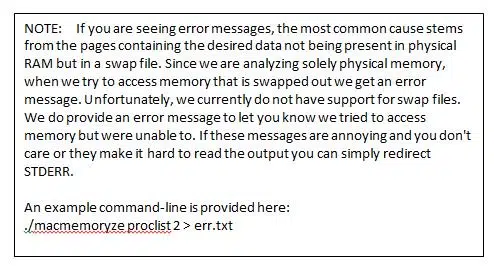 NOTE: If you are seeing error messages, the most common cause stems
from the pages containing the desired data not being present in physical
RAM but in a swap file. Since we are analyzing solely physical memory,
when we try to access memory that is swapped out we get an error
message. Unfortunately, we currently do not have support for swap files.
We do provide an error message to let you know we tried to access
memory but were unable to. If these messages are annoying and you don't
care or they make it hard to read the output you can simply redirect
STDERR.
An example command-line is provided here:
./macmemoryze proclist 2 > err.txt